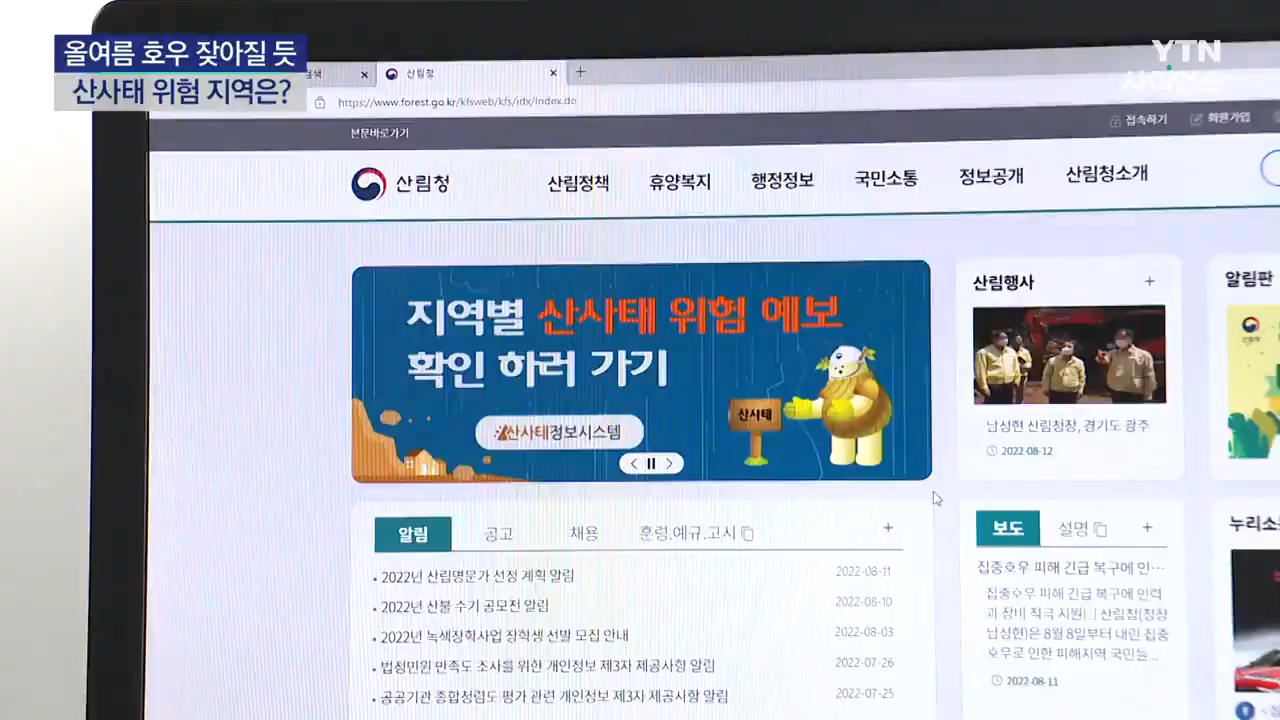 올여름 호우 잦아질 듯
산사태 위험 지역은?
YTN
사이언스
검색
산림청
https://www.forest.go.kr/kfsweb/kfs/idx/Index.do
본문바로가기
접속하기
회원가입
산림청
산림정책
휴양복지
행정정보
국민소통
정보공개
산림청소개
지역별 산사태 위험 예보
확인 하러 가기
산사태정보시스템
산사태
산림행사
남성현 산림청장, 경기도 광주
2022-08-12
알림판
알림
공고
채용
훈령.예규.고시
2022년 산림명문가 선정 계획 알림
2022-08-11
2022년 산불 수기 공모전 알림
2022-08-10
2022년 녹색장학사업 장학생 선발 모집 안내
2022-08-03
법정민원 만족도 조사를 위한 개인정보 제3자 제공사항 알림
2022-07-26
공공기관 종합청렴도 평가 관련 개인정보 제3자 제공사항 알림
2022-07-25
보도
설명
집중호우 피해 긴급 복구에 인…
집중호우 피해 긴급 복구에 인력
과 장비 적극 지원 산림청(청장
남성현)은 8월 8일부터 내린 집중
호우로 인한 피해지역 국민들...
2022-08-11
누리소